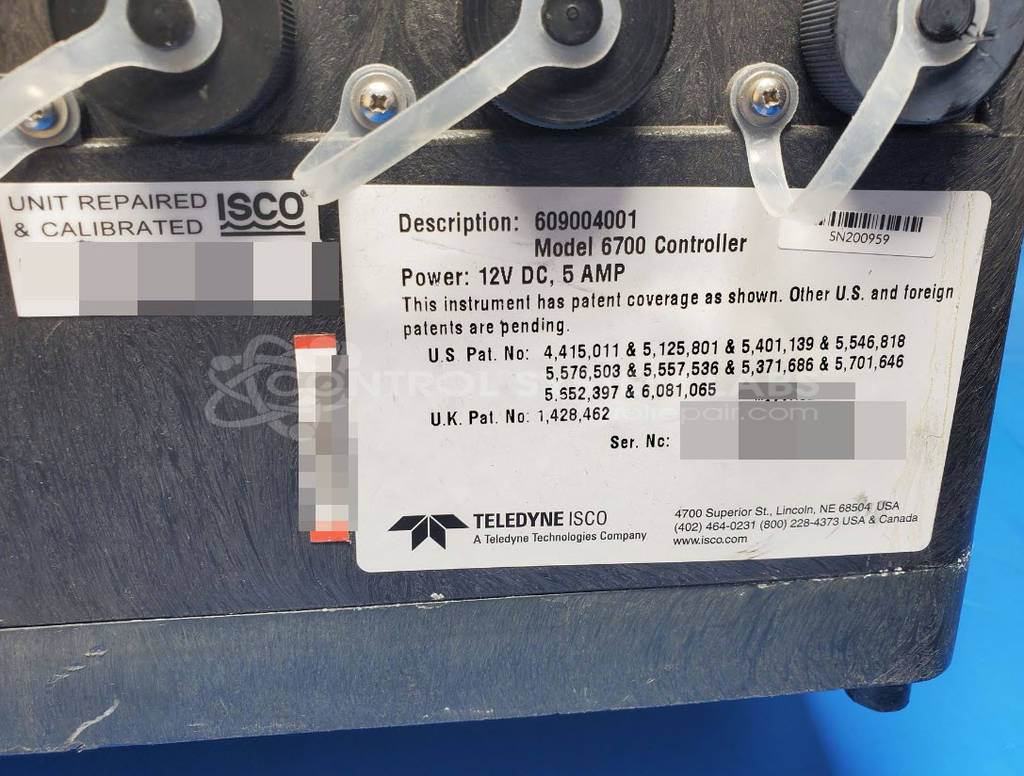 UNIT REPAIRED
& CALIBRATED
ISCO®
Description: 609004001
Model 6700 Controller
SN200959
Power: 12V DC, 5 AMP
This instrument has patent coverage as shown. Other U.S. and foreign
patents are pending.
U.S. Pat. No: 4,415,011 & 5,125,801 & 5,401,139 & 5,546,818
5,576,503 & 5,557,536 & 5,371,686 & 5,701,646
5,652,397 & 6,081,065
U.K. Pat. No: 1,428,462
Ser. No:
TELEDYNE ISCO
A Teledyne Technologies Company
4700 Superior St., Lincoln, NE 68504 USA
(402) 464-0231 (800) 228-4373 USA & Canada
www.isco.com